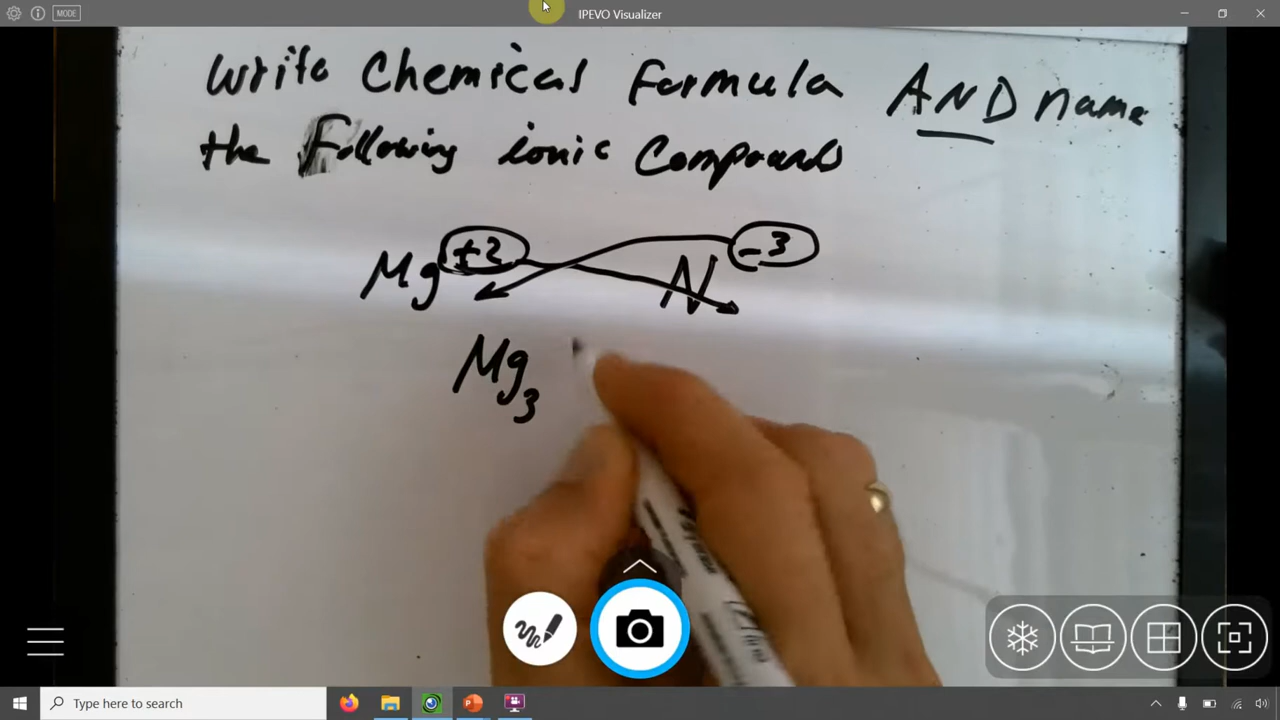 MODE
IPEVO Visualizer
Write Chemical Formula AND name
the Following ionic Compounds
Mg +2 N -3
Mg3
Type here to search